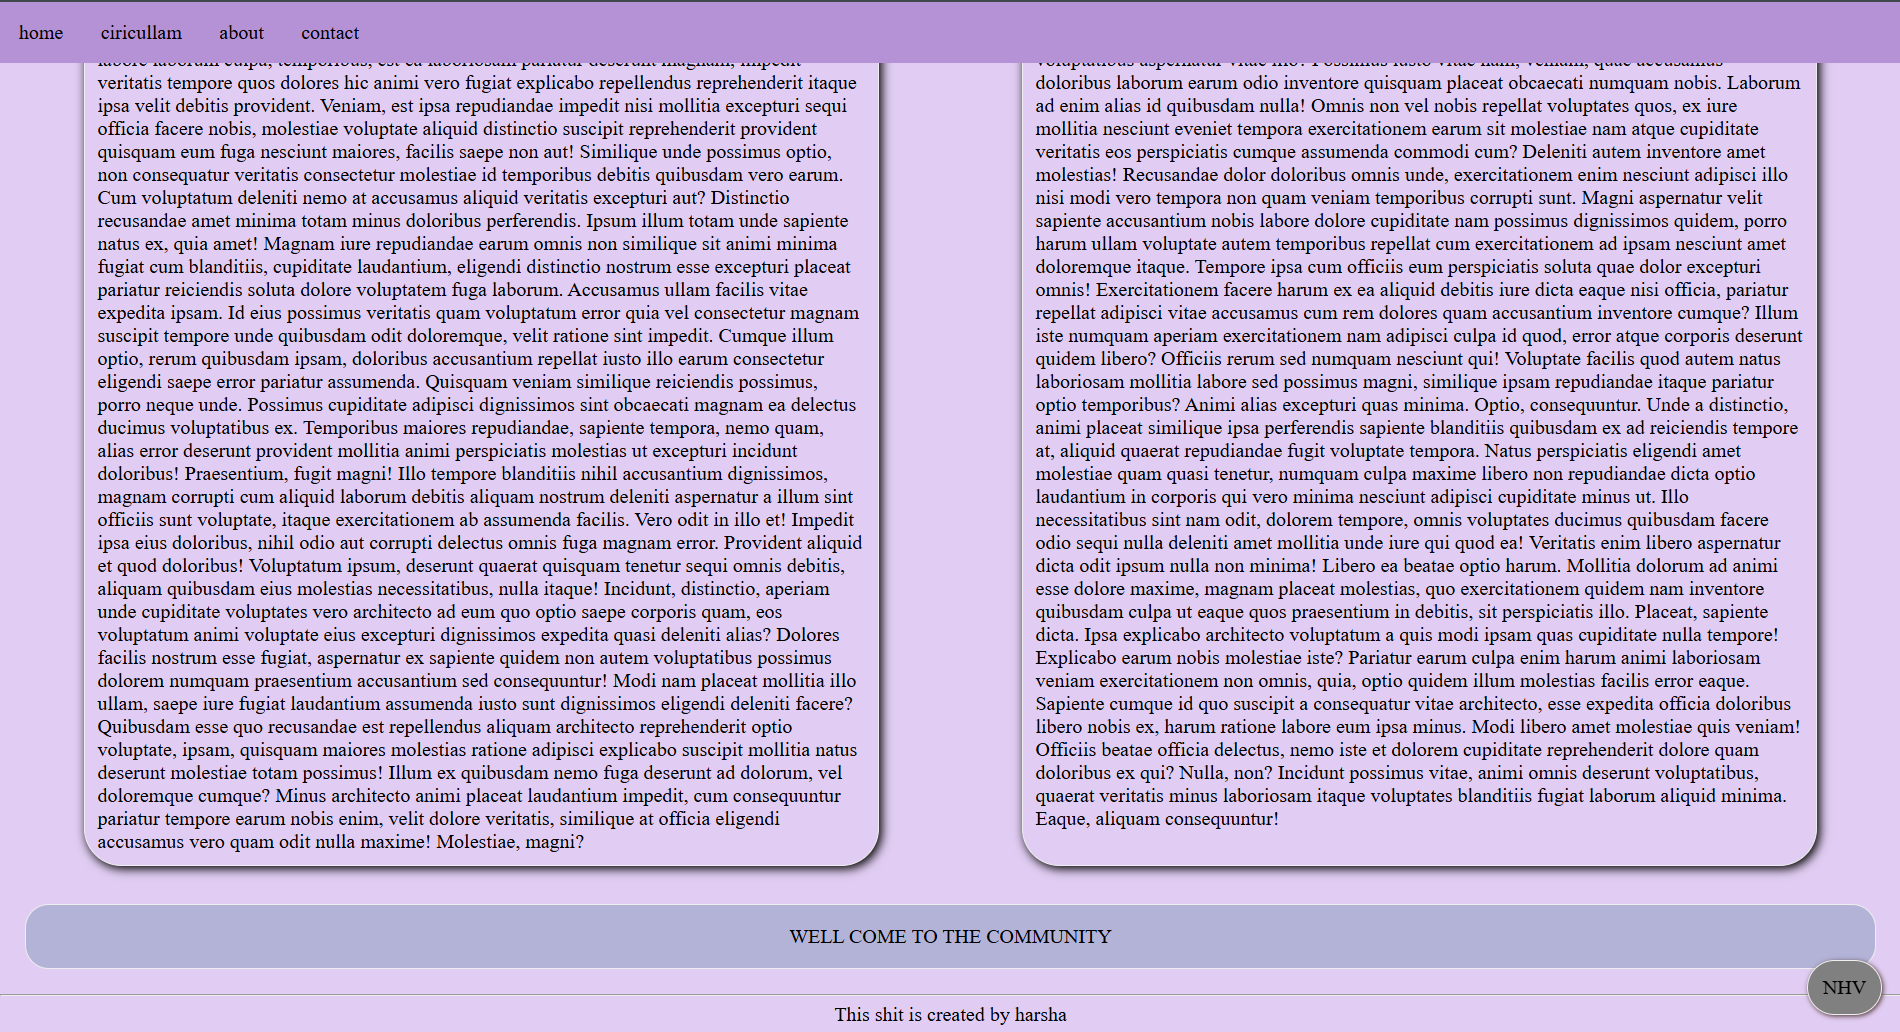 home ciricullam about contact
labore laborum culpa, temporibus, est ea laboriosam pariatur deserunt magnam, impedit
veritatis tempore quos dolores hic animi vero fugiat explicabo repellendus reprehenderit itaque
ipsa velit debitis provident. Veniam, est ipsa repudiandae impedit nisi mollitia excepturi sequi
officia facere nobis, molestiae voluptate aliquid distinctio suscipit reprehenderit provident
quisquam eum fuga nesciunt maiores, facilis saepe non aut! Similique unde possimus optio,
non consequatur veritatis consectetur molestiae id temporibus debitis quibusdam vero earum.
Cum voluptatum deleniti nemo at accusamus aliquid veritatis excepturi aut? Distinctio
recusandae amet minima totam minus doloribus perferendis. Ipsum illum totam unde sapiente
natus ex, quia amet! Magnam iure repudiandae earum omnis non similique sit animi minima
fugiat cum blanditiis, cupiditate laudantium, eligendi distinctio nostrum esse excepturi placeat
pariatur reiciendis soluta dolore voluptatem fuga laborum. Accusamus ullam facilis vitae
expedita ipsam. Id eius possimus veritatis quam voluptatum error quia vel consectetur magnam
suscipit tempore unde quibusdam odit doloremque, velit ratione sint impedit. Cumque illum
optio, rerum quibusdam ipsam, doloribus accusantium repellat iusto illo earum consectetur
eligendi saepe error pariatur assumenda. Quisquam veniam similique reiciendis possimus,
porro neque unde. Possimus cupiditate adipisci dignissimos sint obcaecati magnam ea delectus
ducimus voluptatibus ex. Temporibus maiores repudiandae, sapiente tempora, nemo quam,
alias error deserunt provident mollitia animi perspiciatis molestias ut excepturi incidunt
doloribus! Praesentium, fugit magni! Illo tempore blanditiis nihil accusantium dignissimos,
magnam corrupti cum aliquid laborum debitis aliquam nostrum deleniti aspernatur a illum sint
officiis sunt voluptate, itaque exercitationem ab assumenda facilis. Vero odit in illo et! Impedit
ipsa eius doloribus, nihil odio aut corrupti delectus omnis fuga magnam error. Provident aliquid
et quod doloribus! Voluptatum ipsum, deserunt quaerat quisquam tenetur sequi omnis debitis,
aliquam quibusdam eius molestias necessitatibus, nulla itaque! Incidunt, distinctio, aperiam
unde cupiditate voluptates vero architecto ad eum quo optio saepe corporis quam, eos
voluptatum animi voluptate eius excepturi dignissimos expedita quasi deleniti alias? Dolores
facilis nostrum esse fugiat, aspernatur ex sapiente quidem non autem voluptatibus possimus
dolorem numquam praesentium accusantium sed consequuntur! Modi nam placeat mollitia illo
ullam, saepe iure fugiat laudantium assumenda iusto sunt dignissimos eligendi deleniti facere?
Quibusdam esse quo recusandae est repellendus aliquam architecto reprehenderit optio
voluptate, ipsam, quisquam maiores molestias ratione adipisci explicabo suscipit mollitia natus
deserunt molestiae totam possimus! Illum ex quibusdam nemo fuga deserunt ad dolorum, vel
doloremque cumque? Minus architecto animi placeat laudantium impedit, cum consequuntur
pariatur tempore earum nobis enim, velit dolore veritatis, similique at officia eligendi
accusamus vero quam odit nulla maxime! Molestiae, magni?
voluptatibus aspernatur vitae illo? Possimus iusto vitae nam, veniam, quae accusamus
doloribus laborum earum odio inventore quisquam placeat obcaecati numquam nobis. Laborum
ad enim alias id quibusdam nulla! Omnis non vel nobis repellat voluptates quos, ex iure
mollitia nesciunt eveniet tempora exercitationem earum sit molestiae nam atque cupiditate
veritatis eos perspiciatis cumque assumenda commodi cum? Deleniti autem inventore amet
molestias! Recusandae dolor doloribus omnis unde, exercitationem enim nesciunt adipisci illo
nisi modi vero tempora non quam veniam temporibus corrupti sunt. Magni aspernatur velit
sapiente accusantium nobis labore dolore cupiditate nam possimus dignissimos quidem, porro
harum ullam voluptate autem temporibus repellat cum exercitationem ad ipsam nesciunt amet
doloremque itaque. Tempore ipsa cum officiis eum perspiciatis soluta quae dolor excepturi
omnis! Exercitationem facere harum ex ea aliquid debitis iure dicta eaque nisi officia, pariatur
repellat adipisci vitae accusamus cum rem dolores quam accusantium inventore cumque? Illum
iste numquam aperiam exercitationem nam adipisci culpa id quod, error atque corporis deserunt
quidem libero? Officiis rerum sed numquam nesciunt qui! Voluptate facilis quod autem natus
laboriosam mollitia labore sed possimus magni, similique ipsam repudiandae itaque pariatur
optio temporibus? Animi alias excepturi quas minima. Optio, consequuntur. Unde a distinctio,
animi placeat similique ipsa perferendis sapiente blanditiis quibusdam ex ad reiciendis tempore
at, aliquid quaerat repudiandae fugit voluptate tempora. Natus perspiciatis eligendi amet
molestiae quam quasi tenetur, numquam culpa maxime libero non repudiandae dicta optio
laudantium in corporis qui vero minima nesciunt adipisci cupiditate minus ut. Illo
necessitatibus sint nam odit, dolorem tempore, omnis voluptates ducimus quibusdam facere
odio sequi nulla deleniti amet mollitia unde iure qui quod ea! Veritatis enim libero aspernatur
dicta odit ipsum nulla non minima! Libero ea beatae optio harum. Mollitia dolorum ad animi
esse dolore maxime, magnam placeat molestias, quo exercitationem quidem nam inventore
quibusdam culpa ut eaque quos praesentium in debitis, sit perspiciatis illo. Placeat, sapiente
dicta. Ipsa explicabo architecto voluptatum a quis modi ipsam quas cupiditate nulla tempore!
Explicabo earum nobis molestiae iste? Pariatur earum culpa enim harum animi laboriosam
veniam exercitationem non omnis, quia, optio quidem illum molestias facilis error eaque.
Sapiente cumque id quo suscipit a consequatur vitae architecto, esse expedita officia doloribus
libero nobis ex, harum ratione labore eum ipsa minus. Modi libero amet molestiae quis veniam!
Officiis beatae officia delectus, nemo iste et dolorem cupiditate reprehenderit dolore quam
doloribus ex qui? Nulla, non? Incidunt possimus vitae, animi omnis deserunt voluptatibus,
quaerat veritatis minus laboriosam itaque voluptates blanditiis fugiat laborum aliquid minima.
Eaque, aliquam consequuntur!
WELL COME TO THE COMMUNITY
NHV
This shit is created by harsha